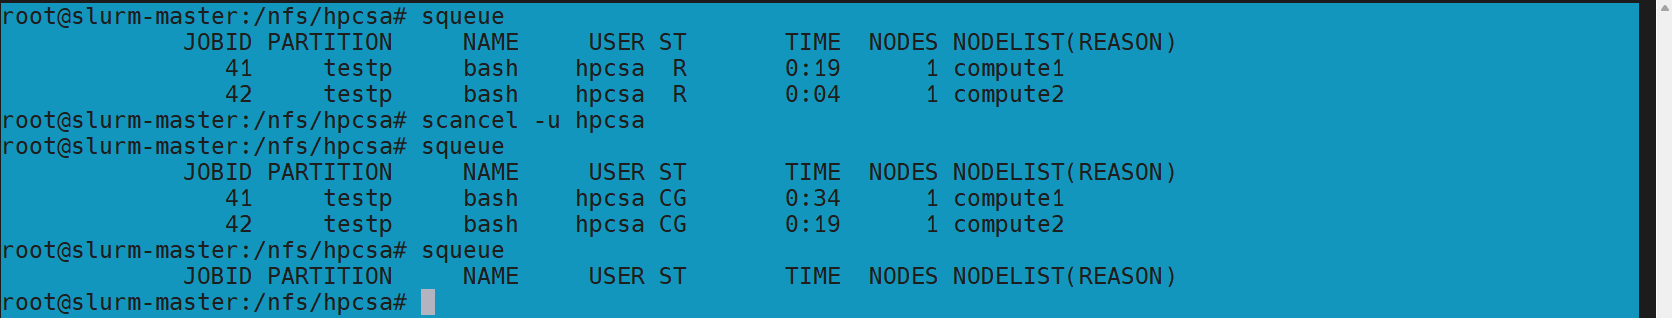 root@slurm-master:/nfs/hpcsa# squeue
             JOBID PARTITION     NAME     USER ST       TIME  NODES NODELIST(REASON)
                41     testp     bash    hpcsa  R       0:19      1 compute1
                42     testp     bash    hpcsa  R       0:04      1 compute2
root@slurm-master:/nfs/hpcsa# scancel -u hpcsa
root@slurm-master:/nfs/hpcsa# squeue
             JOBID PARTITION     NAME     USER ST       TIME  NODES NODELIST(REASON)
                41     testp     bash    hpcsa CG       0:34      1 compute1
                42     testp     bash    hpcsa CG       0:19      1 compute2
root@slurm-master:/nfs/hpcsa# squeue
             JOBID PARTITION     NAME     USER ST       TIME  NODES NODELIST(REASON)
root@slurm-master:/nfs/hpcsa#